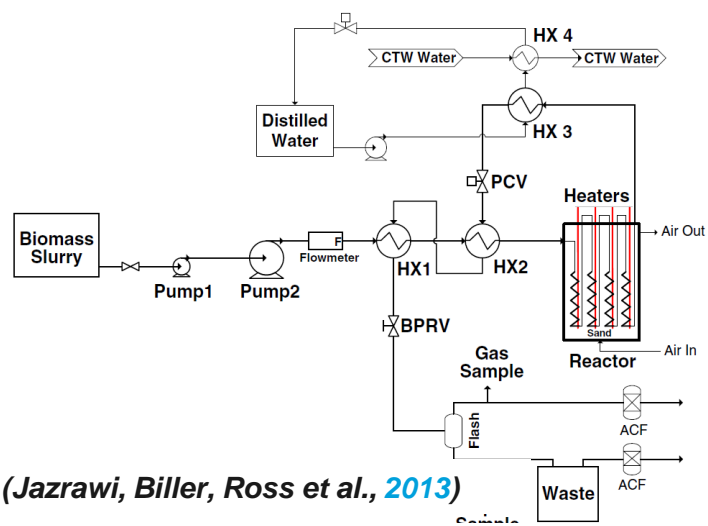 HX 4
CTW Water
CTW Water
Distilled
Water
HX 3
PCV
Heaters
Biomass
Slurry
F
Flowmeter
Air Out
HX1
HX2
Pump1
Pump2
BPRV
Sand
Reactor
Air In
Gas
Sample
Flash
ACF
(Jazrawi, Biller, Ross et al., 2013)
Waste
ACF
Sample